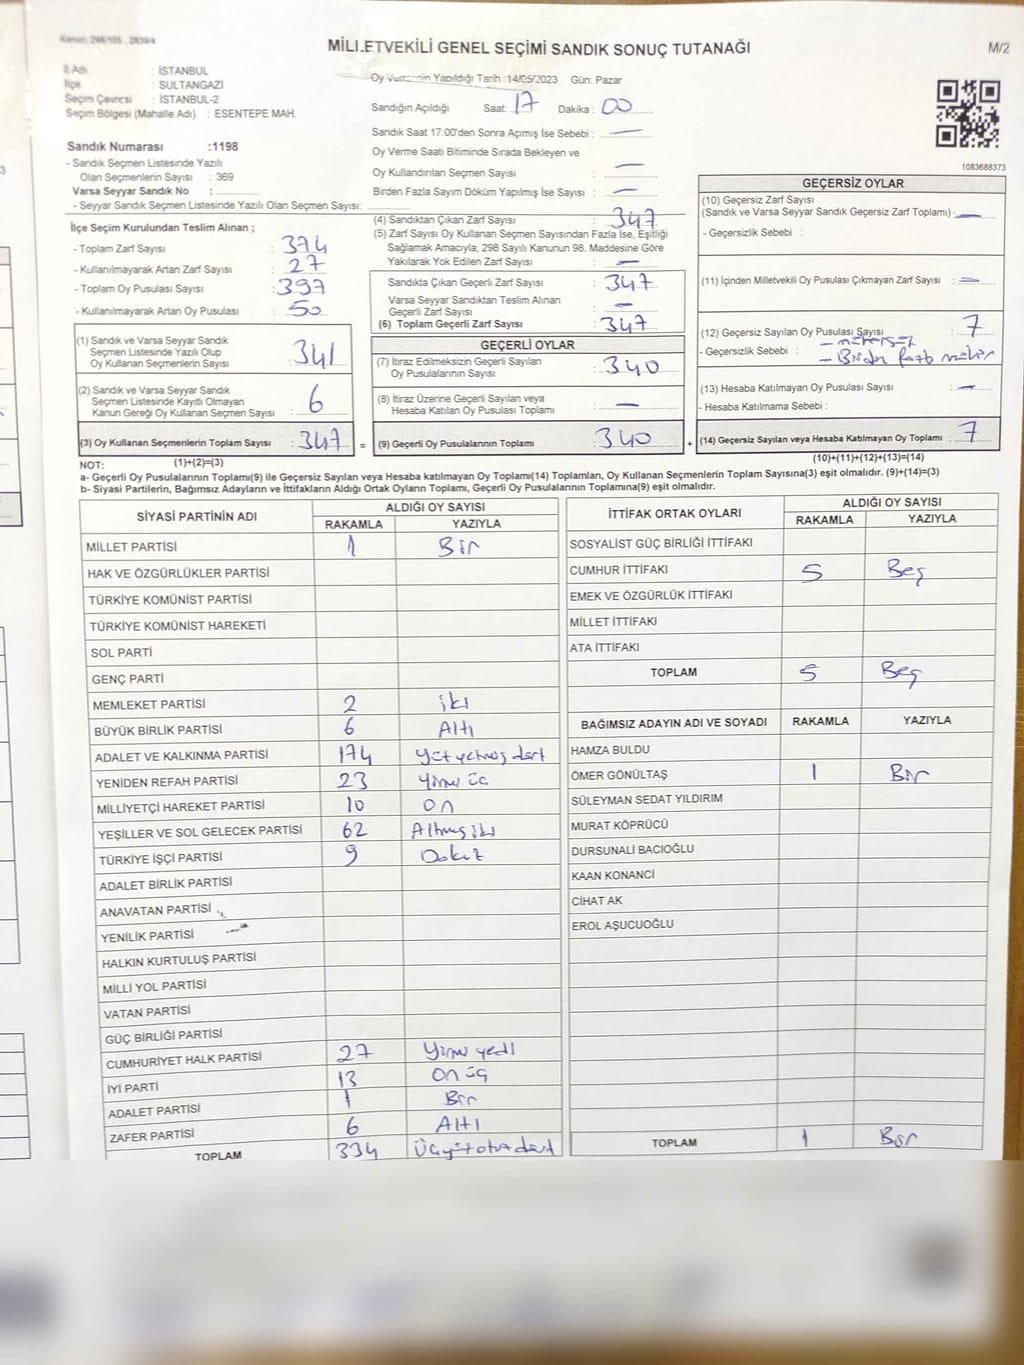 Kanun: 298/105, 2839/4
MİLLETVEKİLİ GENEL SEÇİMİ SANDIK SONUÇ TUTANAĞI
M/2
İl Adı : İSTANBUL
İlçe : SULTANGAZİ
Seçim Çevresi : İSTANBUL-2
Seçim Bölgesi (Mahalle Adı) : ESENTEPE MAH.
Sandık Numarası :1198
- Sandık Seçmen Listesinde Yazılı
Olan Seçmenlerin Sayısı : 369
Varsa Seyyar Sandık No :
- Seyyar Sandık Seçmen Listesinde Yazılı Olan Seçmen Sayısı:
Oy Vermenin Yapıldığı Tarih :14/05/2023 Gün: Pazar
Sandığın Açıldığı Saat: 17 Dakika : 00
Sandık Saat 17:00'den Sonra Açımış İse Sebebi : —
Oy Verme Saati Bitiminde Sırada Bekleyen ve
Oy Kullandırılan Seçmen Sayısı : —
Birden Fazla Sayım Döküm Yapılmış İse Sayısı : —
1083688373
İlçe Seçim Kurulundan Teslim Alınan ;
- Toplam Zarf Sayısı : 374
- Kullanılmayarak Artan Zarf Sayısı : 27
- Toplam Oy Pusulası Sayısı : 397
- Kullanılmayarak Artan Oy Pusulası : 50
(4) Sandıktan Çıkan Zarf Sayısı : 347
(5) Zarf Sayısı Oy Kullanan Seçmen Sayısından Fazla İse, Eşitliği
Sağlamak Amacıyla; 298 Sayılı Kanunun 98. Maddesine Göre
Yakılarak Yok Edilen Zarf Sayısı : —
Sandıkta Çıkan Geçerli Zarf Sayısı : 347
Varsa Seyyar Sandıktan Teslim Alınan
Geçerli Zarf Sayısı : —
(6) Toplam Geçerli Zarf Sayısı : 347
GEÇERSİZ OYLAR
(10) Geçersiz Zarf Sayısı
(Sandık ve Varsa Seyyar Sandık Geçersiz Zarf Toplamı) : —
- Geçersizlik Sebebi :
(11) İçinden Milletvekili Oy Pusulası Çıkmayan Zarf Sayısı : —
(12) Geçersiz Sayılan Oy Pusulası Sayısı : 7
- Geçersizlik Sebebi :
(13) Hesaba Katılmayan Oy Pusulası Sayısı : —
- Hesaba Katılmama Sebebi :
(14) Geçersiz Sayılan veya Hesaba Katılmayan Oy Toplamı : 7
(10)+(11)+(12)+(13)=(14)
(1) Sandık ve Varsa Seyyar Sandık
Seçmen Listesinde Yazılı Olup
Oy Kullanan Seçmenlerin Sayısı : 341
(2) Sandık ve Varsa Seyyar Sandık
Seçmen Listesinde Kayıtlı Olmayan
Kanun Gereği Oy Kullanan Seçmen Sayısı : 6
(3) Oy Kullanan Seçmenlerin Toplam Sayısı : 347 =
GEÇERLİ OYLAR
(7) İtiraz Edilmeksizin Geçerli Sayılan
Oy Pusulalarının Sayısı : 340
(8) İtiraz Üzerine Geçerli Sayılan veya
Hesaba Katılan Oy Pusulası Toplamı : —
(9) Geçerli Oy Pusulalarının Toplamı : 340 +
NOT: (1)+(2)=(3)
a- Geçerli Oy Pusulalarının Toplamı(9) ile Geçersiz Sayılan veya Hesaba katılmayan Oy Toplamı(14) Toplamları, Oy Kullanan Seçmenlerin Toplam Sayısına(3) eşit olmalıdır. (9)+(14)=(3)
b- Siyasi Partilerin, Bağımsız Adayların ve İttifakların Aldığı Ortak Oyların Toplamı, Geçerli Oy Pusulalarının Toplamına(9) eşit olmalıdır.
SİYASİ PARTİNİN ADI ALDIĞI OY SAYISI
RAKAMLA YAZIYLA
MİLLET PARTİSİ 1 Bir
HAK VE ÖZGÜRLÜKLER PARTİSİ
TÜRKİYE KOMÜNİST PARTİSİ
TÜRKİYE KOMÜNİST HAREKETİ
SOL PARTİ
GENÇ PARTİ
MEMLEKET PARTİSİ 2 iki
BÜYÜK BİRLİK PARTİSİ 6 Altı
ADALET VE KALKINMA PARTİSİ 174 Yüzyetmiş dört
YENİDEN REFAH PARTİSİ 23 Yirmi üç
MİLLİYETÇİ HAREKET PARTİSİ 10 On
YEŞİLLER VE SOL GELECEK PARTİSİ 62 Altmış iki
TÜRKİYE İŞÇİ PARTİSİ 9 Dokuz
ADALET BİRLİK PARTİSİ
ANAVATAN PARTİSİ
YENİLİK PARTİSİ
HALKIN KURTULUŞ PARTİSİ
MİLLİ YOL PARTİSİ
VATAN PARTİSİ
GÜÇ BİRLİĞİ PARTİSİ
CUMHURİYET HALK PARTİSİ 27 Yirmi yedi
İYİ PARTİ 13 On üç
ADALET PARTİSİ 1 Bir
ZAFER PARTİSİ 6 Altı
TOPLAM 334 Üçyüzotuzdört
İTTİFAK ORTAK OYLARI ALDIĞI OY SAYISI
RAKAMLA YAZIYLA
SOSYALİST GÜÇ BİRLİĞİ İTTİFAKI
CUMHUR İTTİFAKI 5 Beş
EMEK VE ÖZGÜRLÜK İTTİFAKI
MİLLET İTTİFAKI
ATA İTTİFAKI
TOPLAM 5 Beş
BAĞIMSIZ ADAYIN ADI VE SOYADI RAKAMLA YAZIYLA
HAMZA BULDU
ÖMER GÖNÜLTAŞ 1 Bir
SÜLEYMAN SEDAT YILDIRIM
MURAT KÖPRÜCÜ
DURSUNALİ BACIOĞLU
KAAN KONANCİ
CİHAT AK
EROL AŞUCUOĞLU
TOPLAM 1 Bir